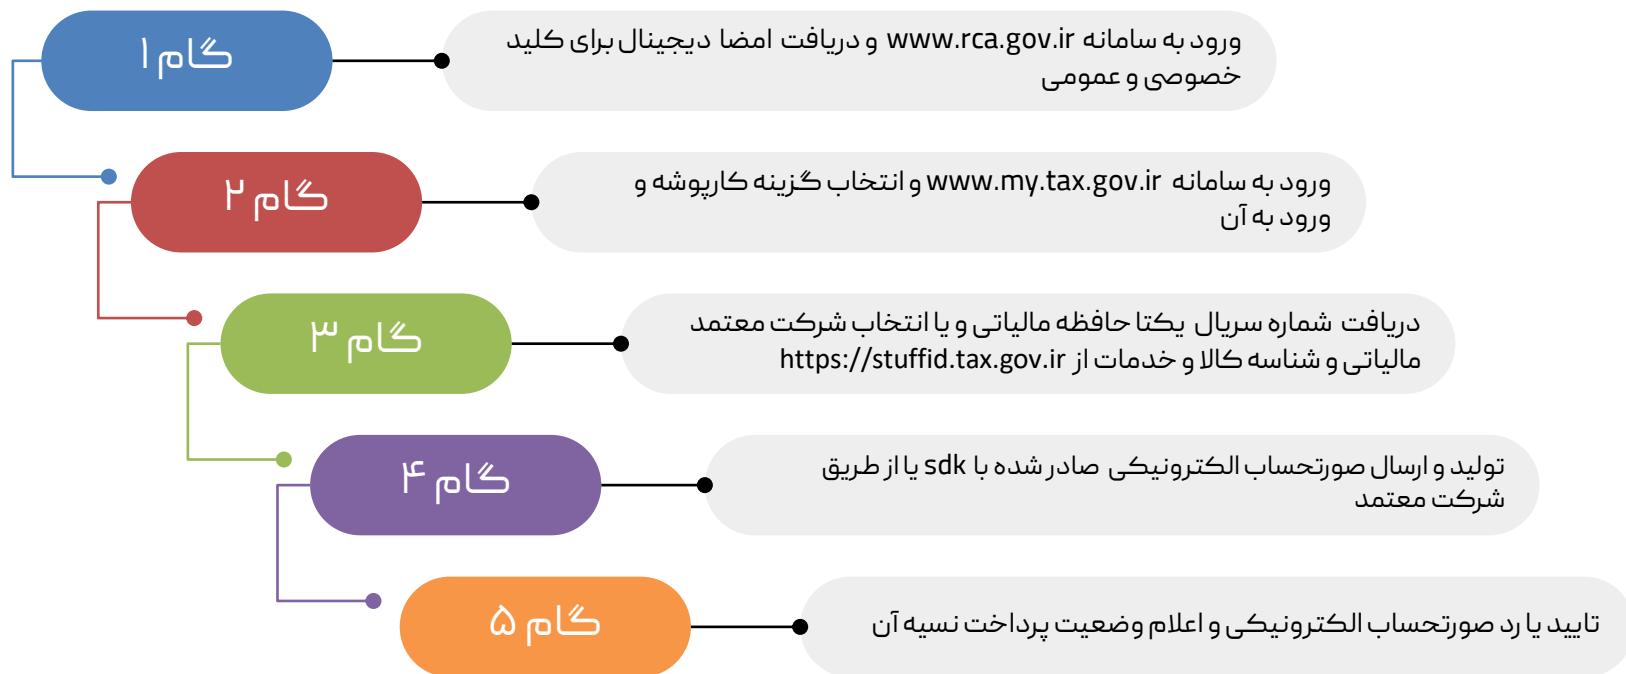 گام ۱
ورود به سامانه www.rca.gov.ir و دریافت امضا دیجینال برای کلید
خصوصی و عمومی
گام ۲
ورود به سامانه www.my.tax.gov.ir و انتخاب گزینه کارپوشه و
ورود به آن
گام ۳
دریافت شماره سریال یکتا حافظه مالیاتی و یا انتخاب شرکت معتمد
مالیاتی و شناسه کالا و خدمات از https://stuffid.tax.gov.ir
گام ۴
تولید و ارسال صورتحساب الکترونیکی صادر شده با sdk یا از طریق
شرکت معتمد
گام ۵
تایید یا رد صورتحساب الکترونیکی و اعلام وضعیت پرداخت نسیه آن